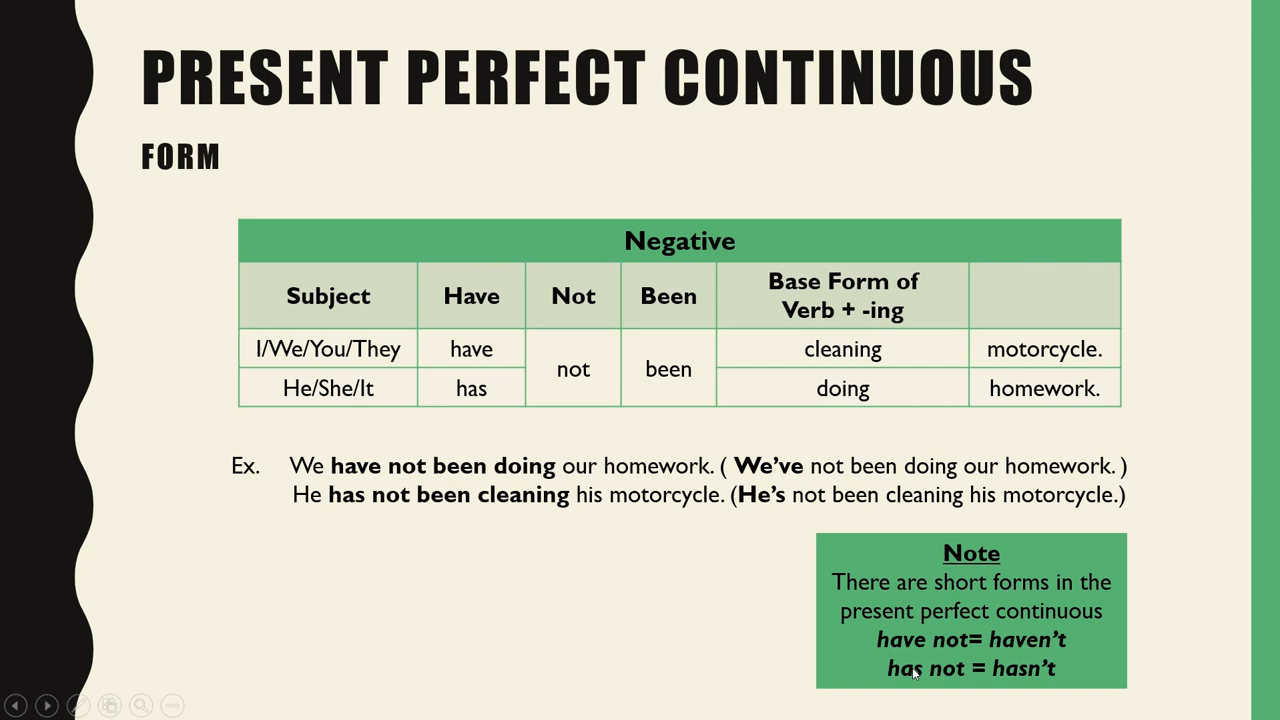 PRESENT PERFECT CONTINUOUS
FORM
Negative
Subject Have Not Been Base Form of
Verb + -ing
I/We/You/They have not been cleaning motorcycle.
He/She/It has doing homework.
Ex. We have not been doing our homework. ( We've not been doing our homework. )
He has not been cleaning his motorcycle. (He's not been cleaning his motorcycle.)
Note
There are short forms in the
present perfect continuous
have not= haven't
has not = hasn't